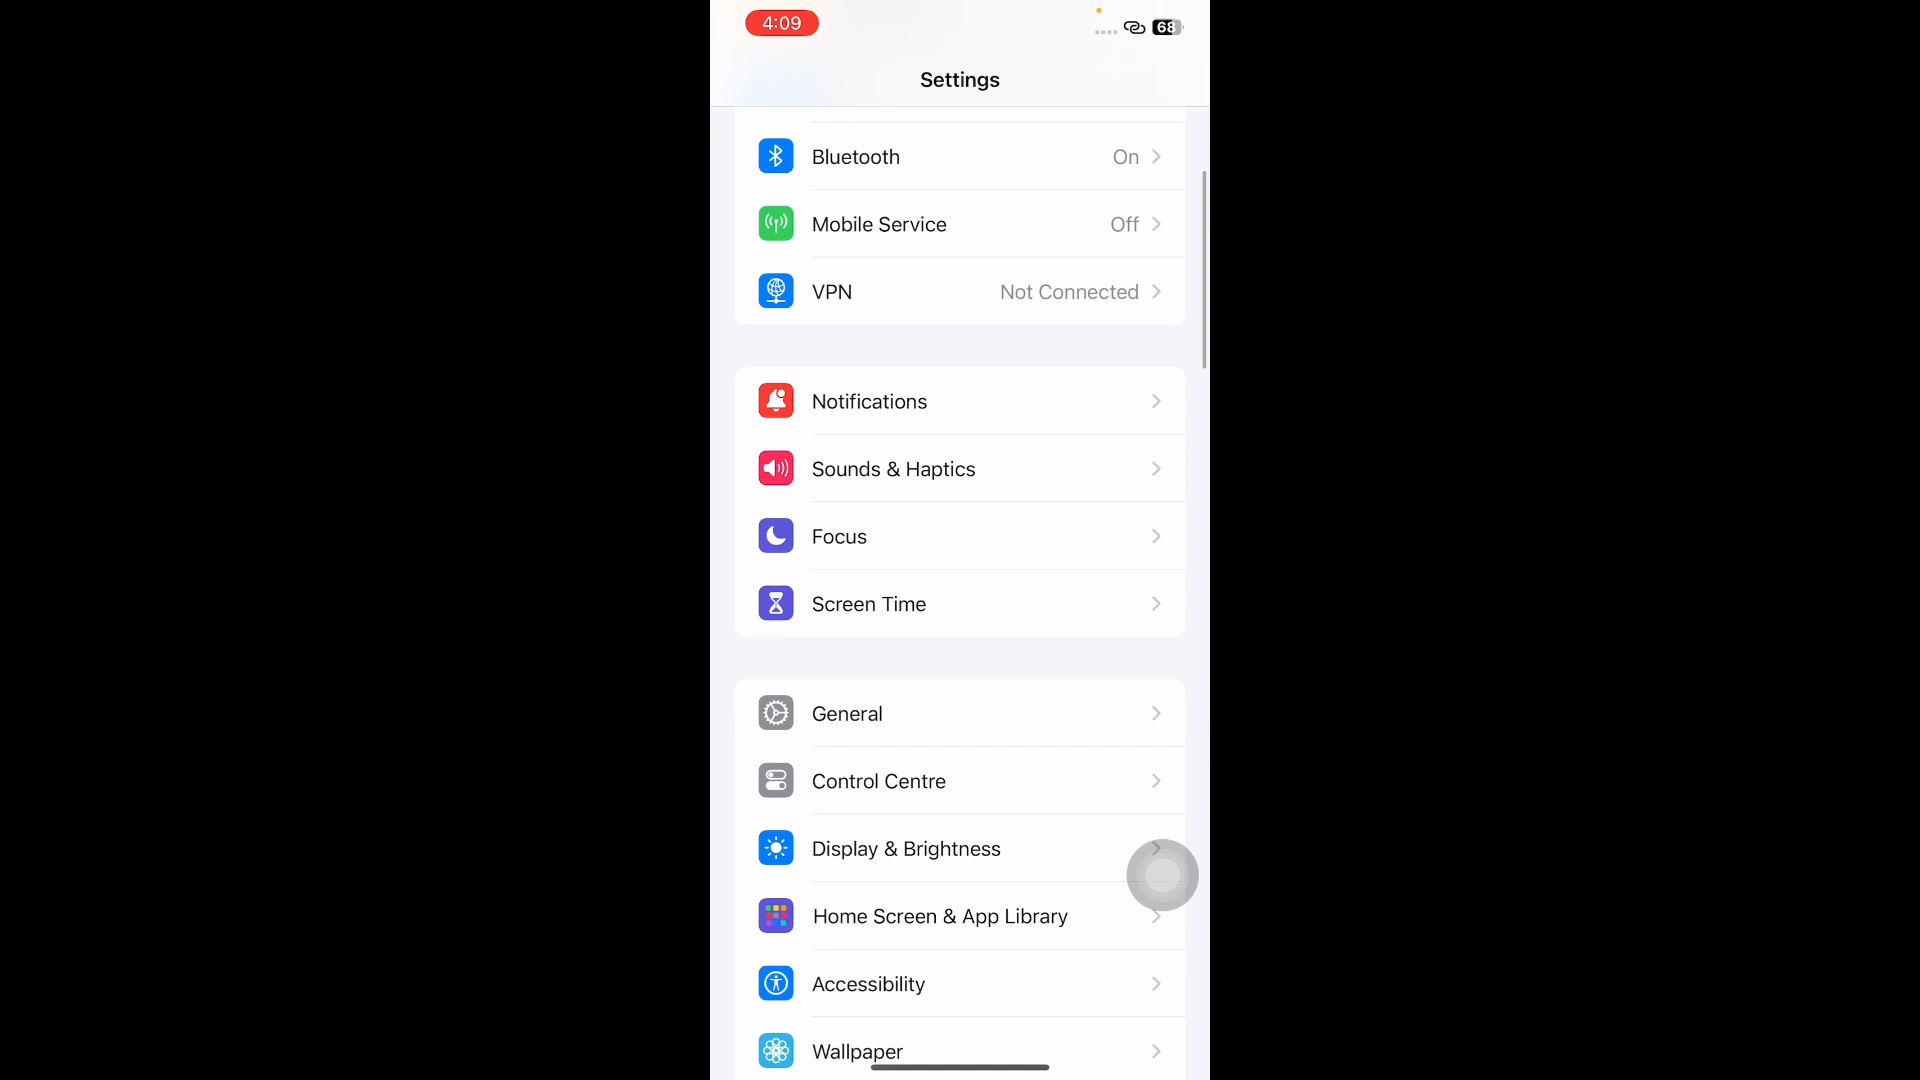 4:09
68
Settings
Bluetooth On
Mobile Service Off
VPN Not Connected
Notifications
Sounds & Haptics
Focus
Screen Time
General
Control Centre
Display & Brightness
Home Screen & App Library
Accessibility
Wallpaper